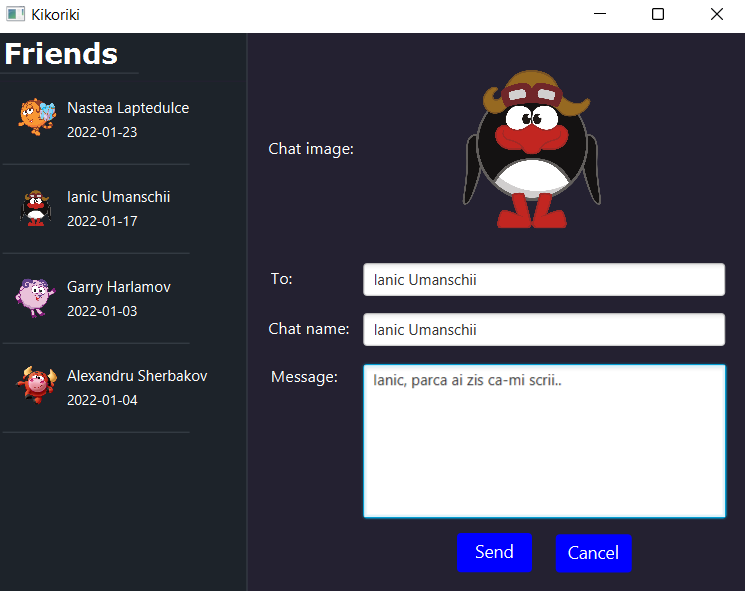 Kikoriki
Friends
Nastea Laptedulce
2022-01-23
Ianic Umanschii
2022-01-17
Garry Harlamov
2022-01-03
Alexandru Sherbakov
2022-01-04
Chat image:
To:
Ianic Umanschii
Chat name:
Ianic Umanschii
Message:
Ianic, parca ai zis ca-mi scrii..
Send
Cancel